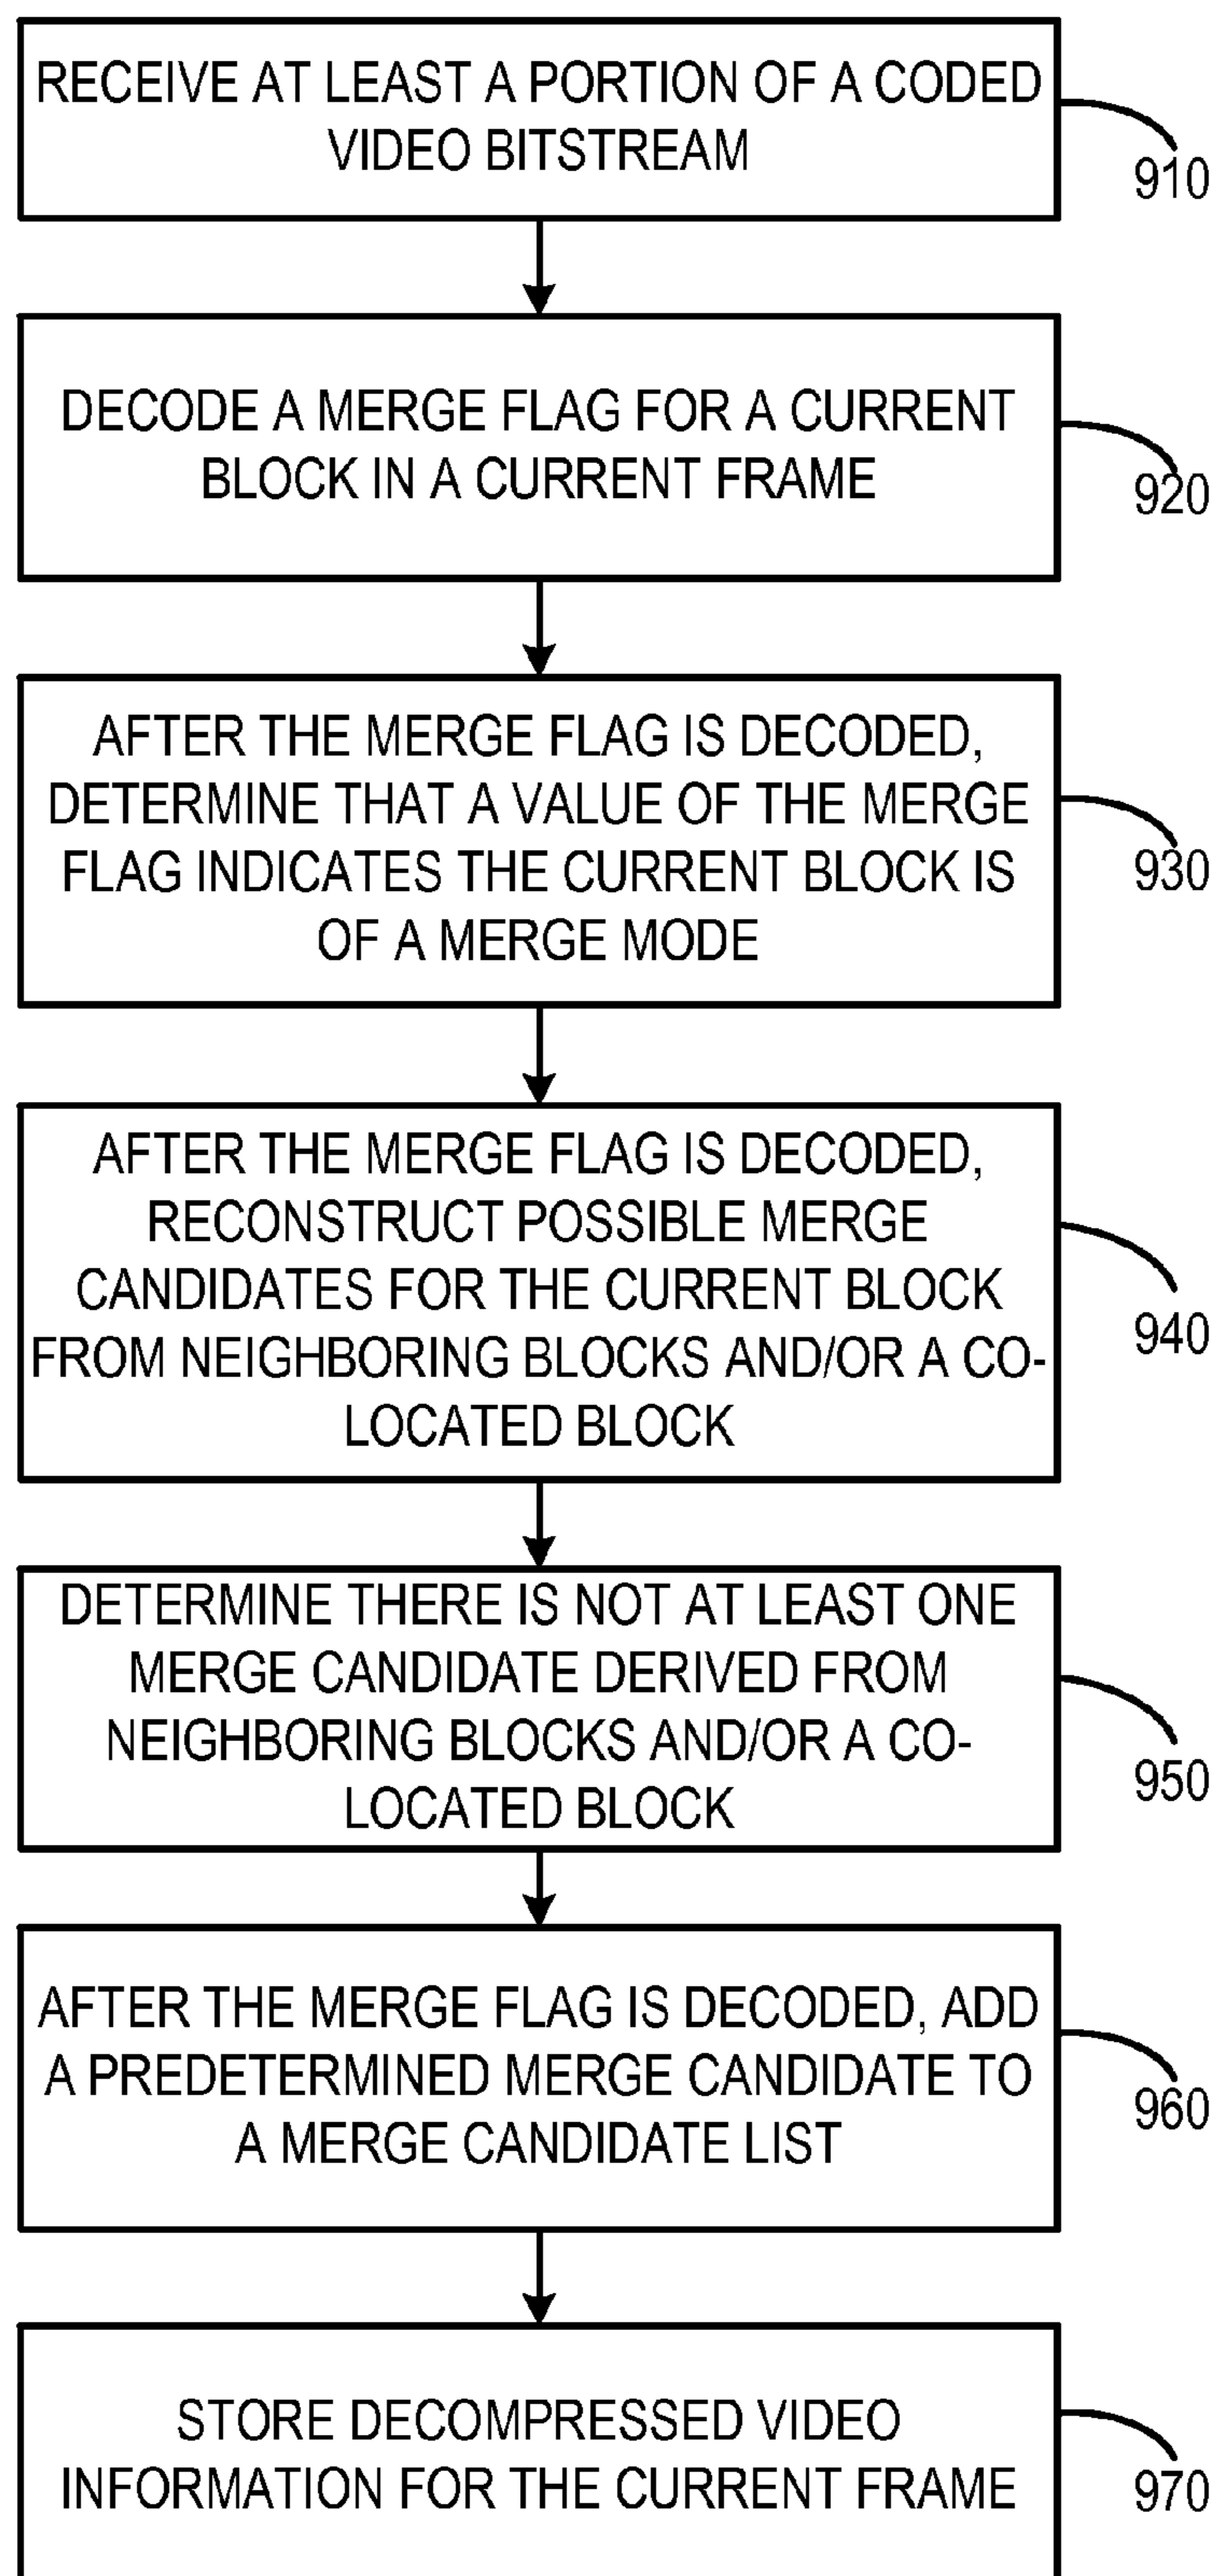 RECEIVE AT LEAST A PORTION OF A CODED
VIDEO BITSTREAM
910
DECODE A MERGE FLAG FOR A CURRENT
BLOCK IN A CURRENT FRAME
920
AFTER THE MERGE FLAG IS DECODED,
DETERMINE THAT A VALUE OF THE MERGE
FLAG INDICATES THE CURRENT BLOCK IS
OF A MERGE MODE
930
AFTER THE MERGE FLAG IS DECODED,
RECONSTRUCT POSSIBLE MERGE
CANDIDATES FOR THE CURRENT BLOCK
FROM NEIGHBORING BLOCKS AND/OR A CO-
LOCATED BLOCK
940
DETERMINE THERE IS NOT AT LEAST ONE
MERGE CANDIDATE DERIVED FROM
NEIGHBORING BLOCKS AND/OR A CO-
LOCATED BLOCK
950
AFTER THE MERGE FLAG IS DECODED, ADD
A PREDETERMINED MERGE CANDIDATE TO
A MERGE CANDIDATE LIST
960
STORE DECOMPRESSED VIDEO
INFORMATION FOR THE CURRENT FRAME
970